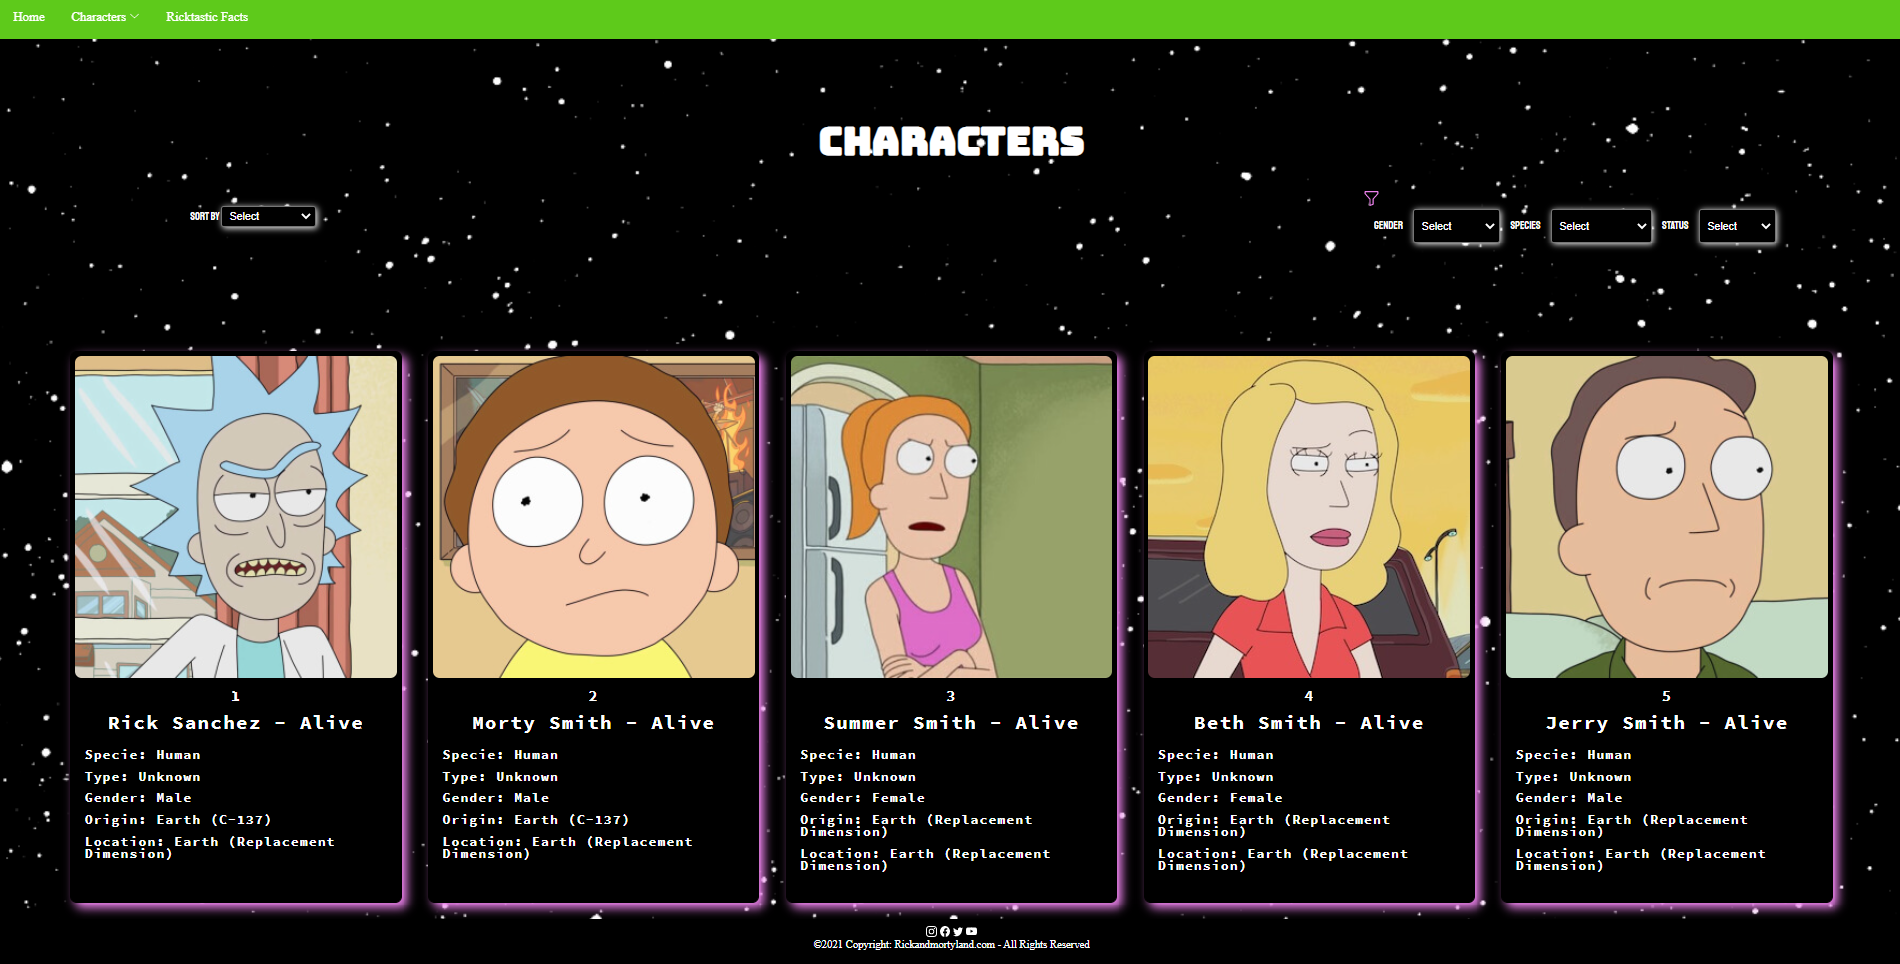 Home Characters Ricktastic Facts
CHARACTERS
SORT BY Select
GENDER Select SPECIES Select STATUS Select
1
Rick Sanchez - Alive
Specie: Human
Type: Unknown
Gender: Male
Origin: Earth (C-137)
Location: Earth (Replacement
Dimension)
2
Morty Smith - Alive
Specie: Human
Type: Unknown
Gender: Male
Origin: Earth (C-137)
Location: Earth (Replacement
Dimension)
3
Summer Smith - Alive
Specie: Human
Type: Unknown
Gender: Female
Origin: Earth (Replacement
Dimension)
Location: Earth (Replacement
Dimension)
4
Beth Smith - Alive
Specie: Human
Type: Unknown
Gender: Female
Origin: Earth (Replacement
Dimension)
Location: Earth (Replacement
Dimension)
5
Jerry Smith - Alive
Specie: Human
Type: Unknown
Gender: Male
Origin: Earth (Replacement
Dimension)
Location: Earth (Replacement
Dimension)
©2021 Copyright: Rickandmortyland.com - All Rights Reserved